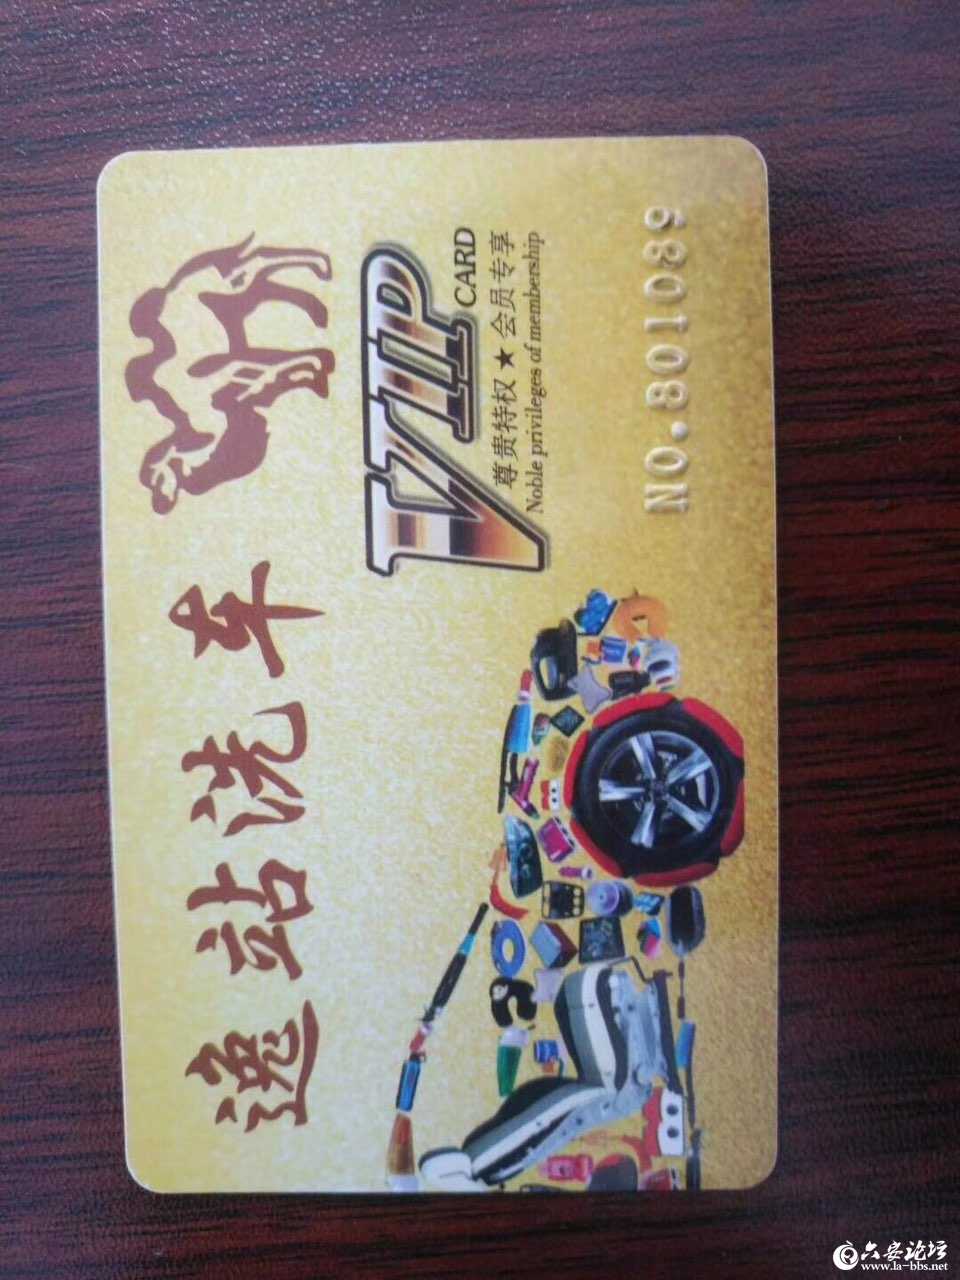 逸站洗车
VIP
CARD
尊贵特权 ★ 会员专享
Noble privileges of membership
NO.801089
六安论坛
www.la-bbs.net